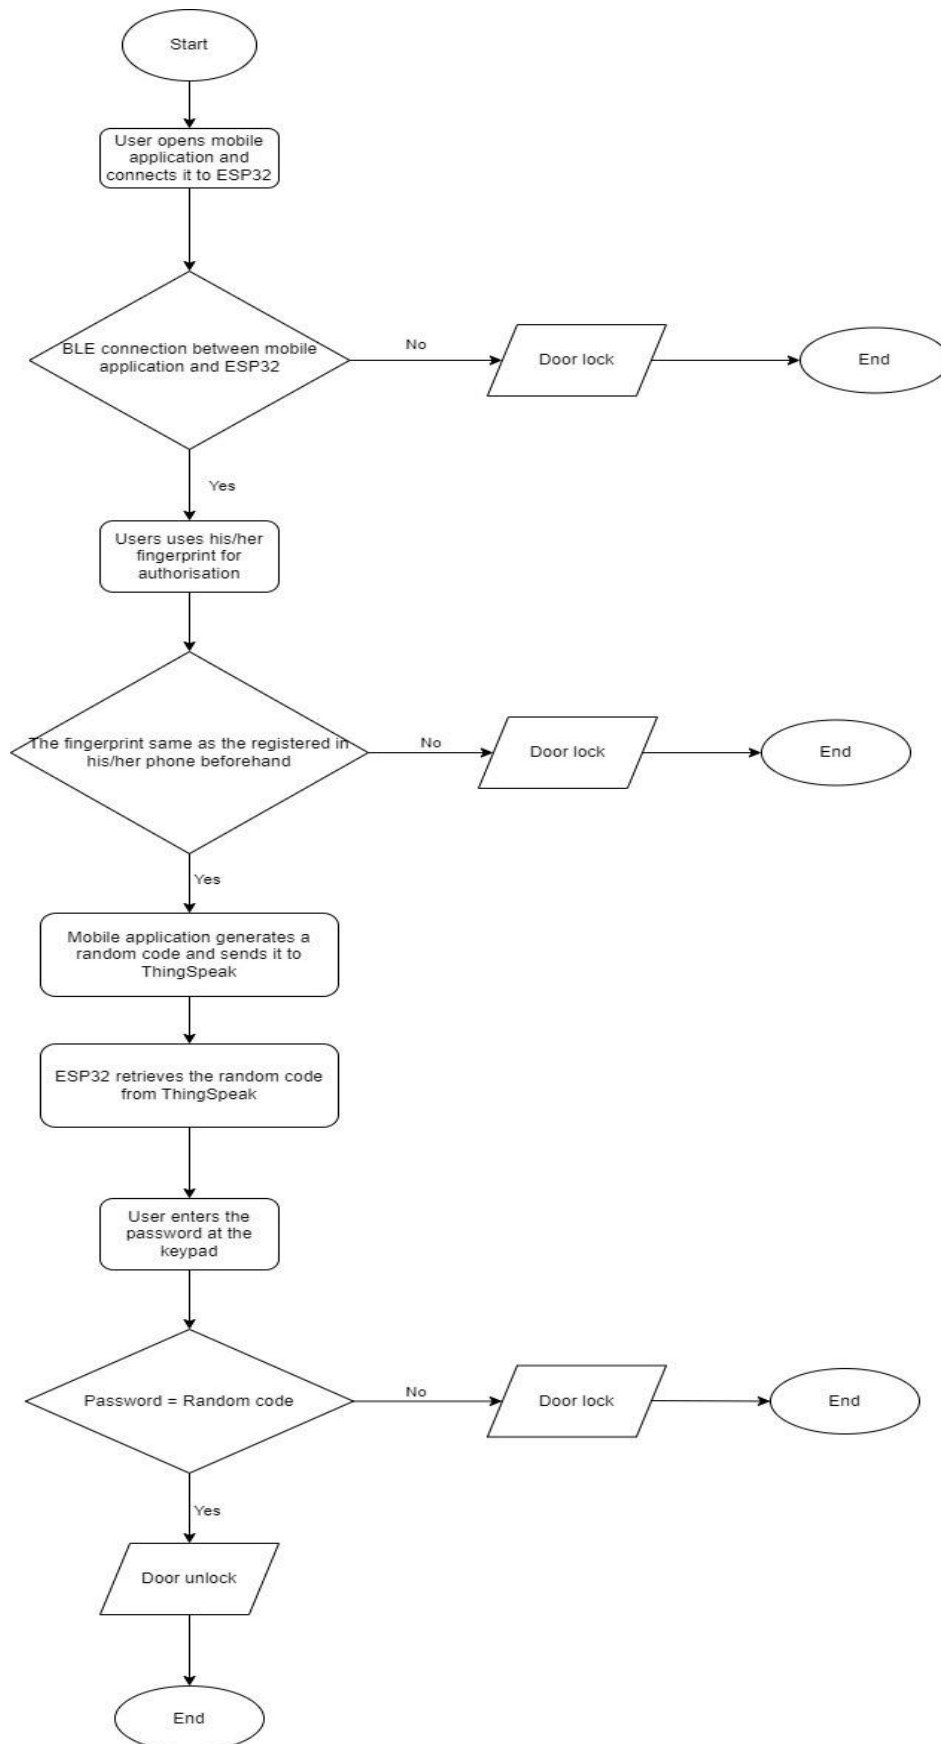 Start
User opens mobile
application and
connects it to ESP32
BLE connection between mobile
application and ESP32
No
Door lock
End
Yes
Users uses his/her
fingerprint for
authorisation
The fingerprint same as the registered in
his/her phone beforehand
No
Door lock
End
Yes
Mobile application generates a
random code and sends it to
ThingSpeak
ESP32 retrieves the random code
from ThingSpeak
User enters the
password at the
keypad
Password = Random code
No
Door lock
End
Yes
Door unlock
End